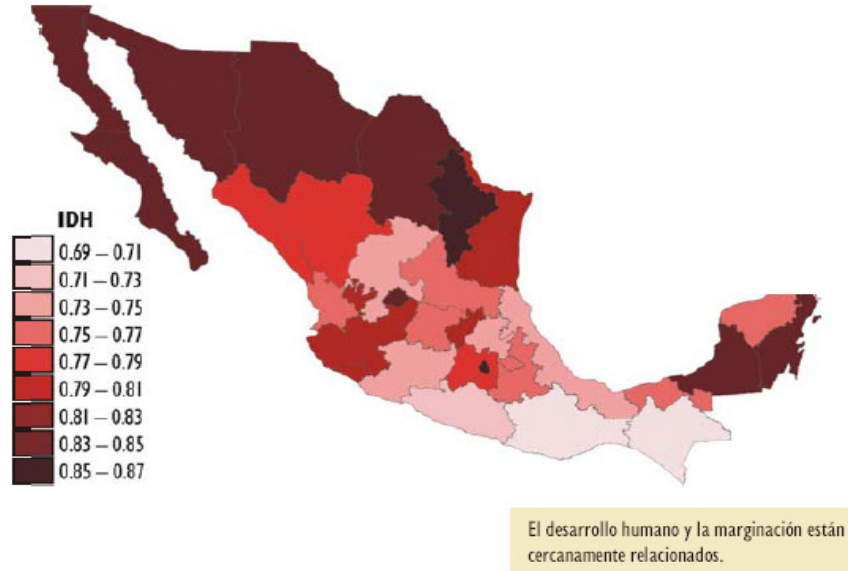 IDH
0.69 – 0.71
0.71 – 0.73
0.73 – 0.75
0.75 – 0.77
0.77 – 0.79
0.79 – 0.81
0.81 – 0.83
0.83 – 0.85
0.85 – 0.87
El desarrollo humano y la marginación están
cercanamente relacionados.